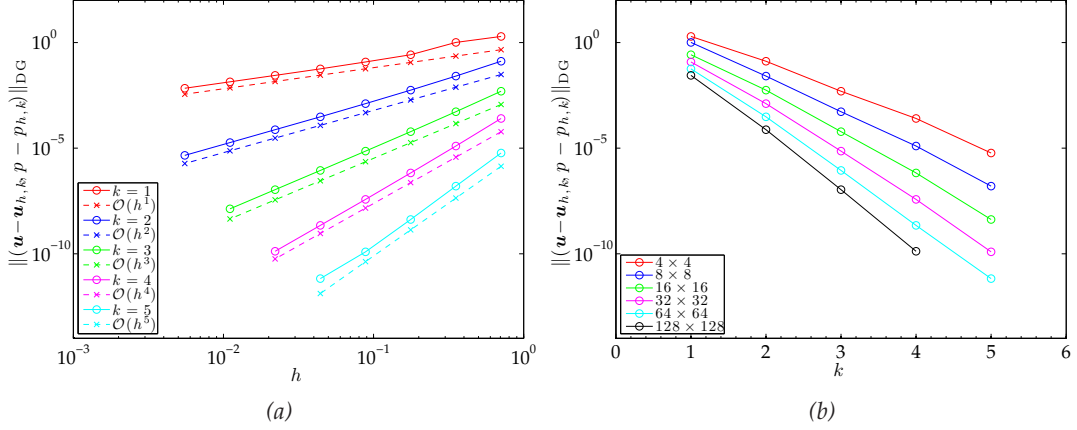 ‖(u − u_{h,k}, p − p_{h,k})‖_{DG}
10^0
10^{−5}
10^{−10}
k = 1
O(h^1)
k = 2
O(h^2)
k = 3
O(h^3)
k = 4
O(h^4)
k = 5
O(h^5)
10^{−3} 10^{−2} 10^{−1} 10^0
h
(a)
‖(u − u_{h,k}, p − p_{h,k})‖_{DG}
10^0
10^{−5}
10^{−10}
4 × 4
8 × 8
16 × 16
32 × 32
64 × 64
128 × 128
0 1 2 3 4 5 6
k
(b)